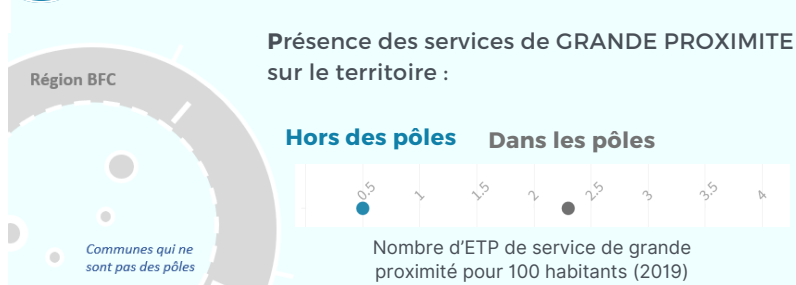 Présence des services de GRANDE PROXIMITE
sur le territoire :
Région BFC
Hors des pôles Dans les pôles
0.5 1 1.5 2 2.5 3 3.5 4
Communes qui ne
sont pas des pôles
Nombre d’ETP de service de grande
proximité pour 100 habitants (2019)